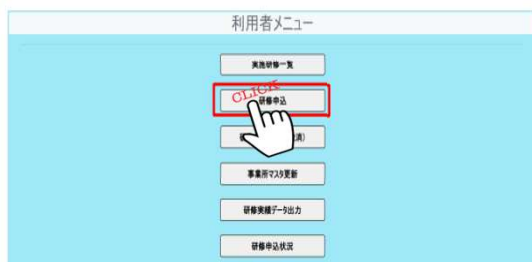 利用者メニュー
実施研修一覧
CLICK
研修申込
消)
事業所マスタ更新
研修実績データ出力
研修申込状況